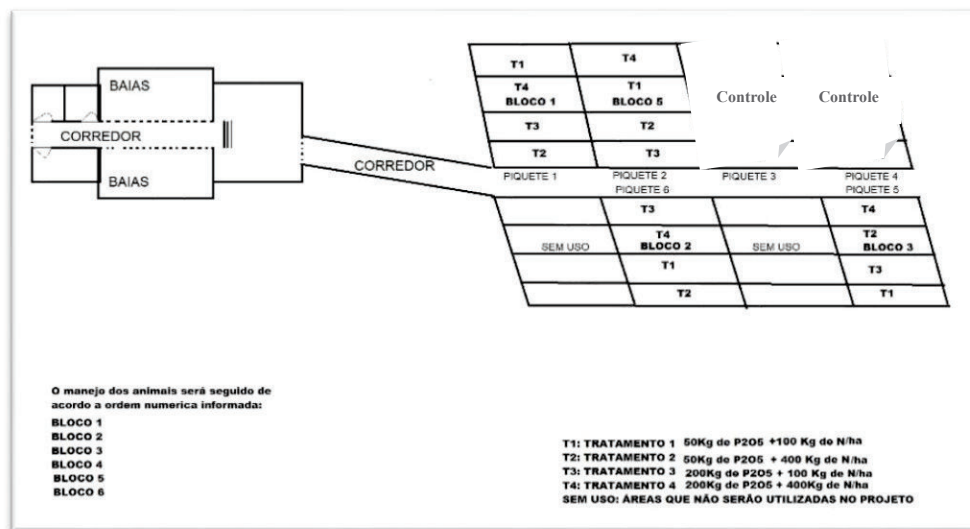 BAIAS
CORREDOR
BAIAS
CORREDOR
T1
T4
T4
BLOCO 1
T1
BLOCO 5
Controle
Controle
T3
T2
T2
T3
PIQUETE 1
PIQUETE 2
PIQUETE 3
PIQUETE 4
PIQUETE 6
PIQUETE 5
T3
T4
SEM USO
T4
BLOCO 2
SEM USO
T2
BLOCO 3
T1
T3
T2
T1
O manejo dos animais será seguido de
acordo a ordem numerica informada:
BLOCO 1
BLOCO 2
BLOCO 3
BLOCO 4
BLOCO 5
BLOCO 6
T1: TRATAMENTO 1 50Kg de P2O5 +100 Kg de N/ha
T2: TRATAMENTO 2 50Kg de P2O5 + 400 Kg de N/ha
T3: TRATAMENTO 3 200Kg de P2O5 + 100 Kg de N/ha
T4: TRATAMENTO 4 200Kg de P2O5 + 400Kg de N/ha
SEM USO: ÁREAS QUE NÃO SERÃO UTILIZADAS NO PROJETO